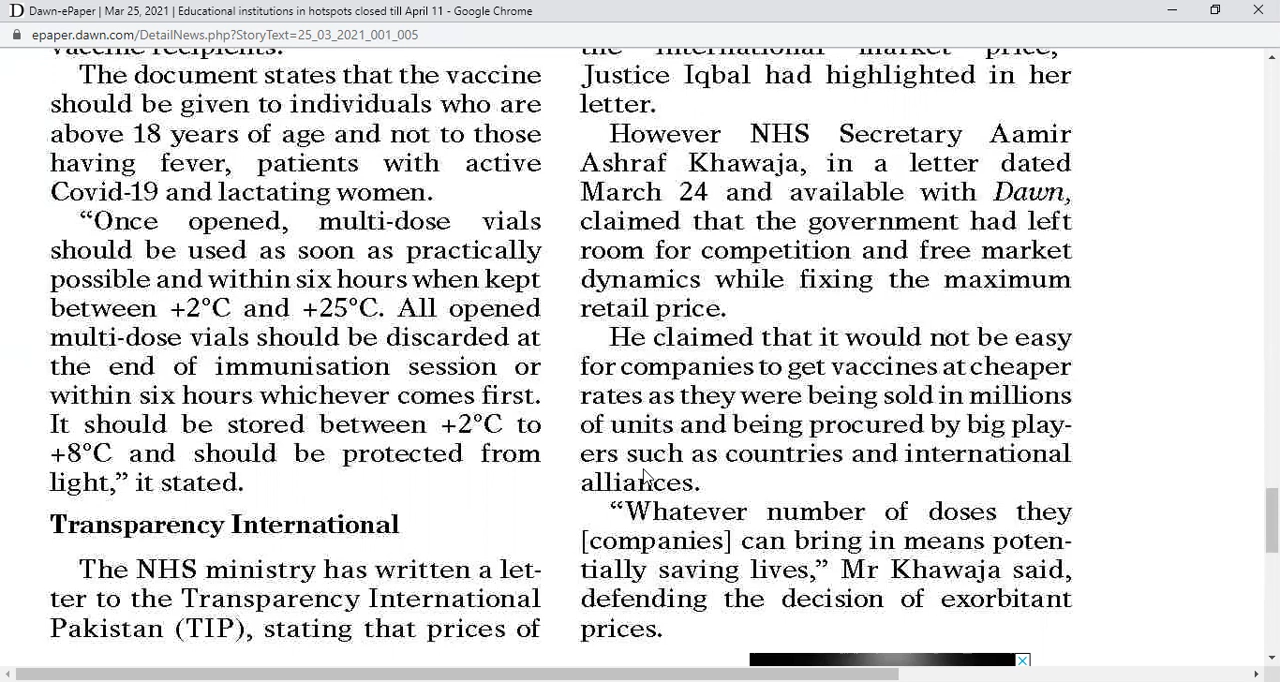 Dawn-ePaper | Mar 25, 2021 | Educational institutions in hotspots closed till April 11 - Google Chrome
epaper.dawn.com/DetailNews.php?StoryText=25_03_2021_001_005
vaccine recipients.
The document states that the vaccine
should be given to individuals who are
above 18 years of age and not to those
having fever, patients with active
Covid-19 and lactating women.
“Once opened, multi-dose vials
should be used as soon as practically
possible and within six hours when kept
between +2°C and +25°C. All opened
multi-dose vials should be discarded at
the end of immunisation session or
within six hours whichever comes first.
It should be stored between +2°C to
+8°C and should be protected from
light,” it stated.
Transparency International
The NHS ministry has written a let-
ter to the Transparency International
Pakistan (TIP), stating that prices of
the international market price,
Justice Iqbal had highlighted in her
letter.
However NHS Secretary Aamir
Ashraf Khawaja, in a letter dated
March 24 and available with Dawn,
claimed that the government had left
room for competition and free market
dynamics while fixing the maximum
retail price.
He claimed that it would not be easy
for companies to get vaccines at cheaper
rates as they were being sold in millions
of units and being procured by big play-
ers such as countries and international
alliances.
“Whatever number of doses they
[companies] can bring in means poten-
tially saving lives,” Mr Khawaja said,
defending the decision of exorbitant
prices.